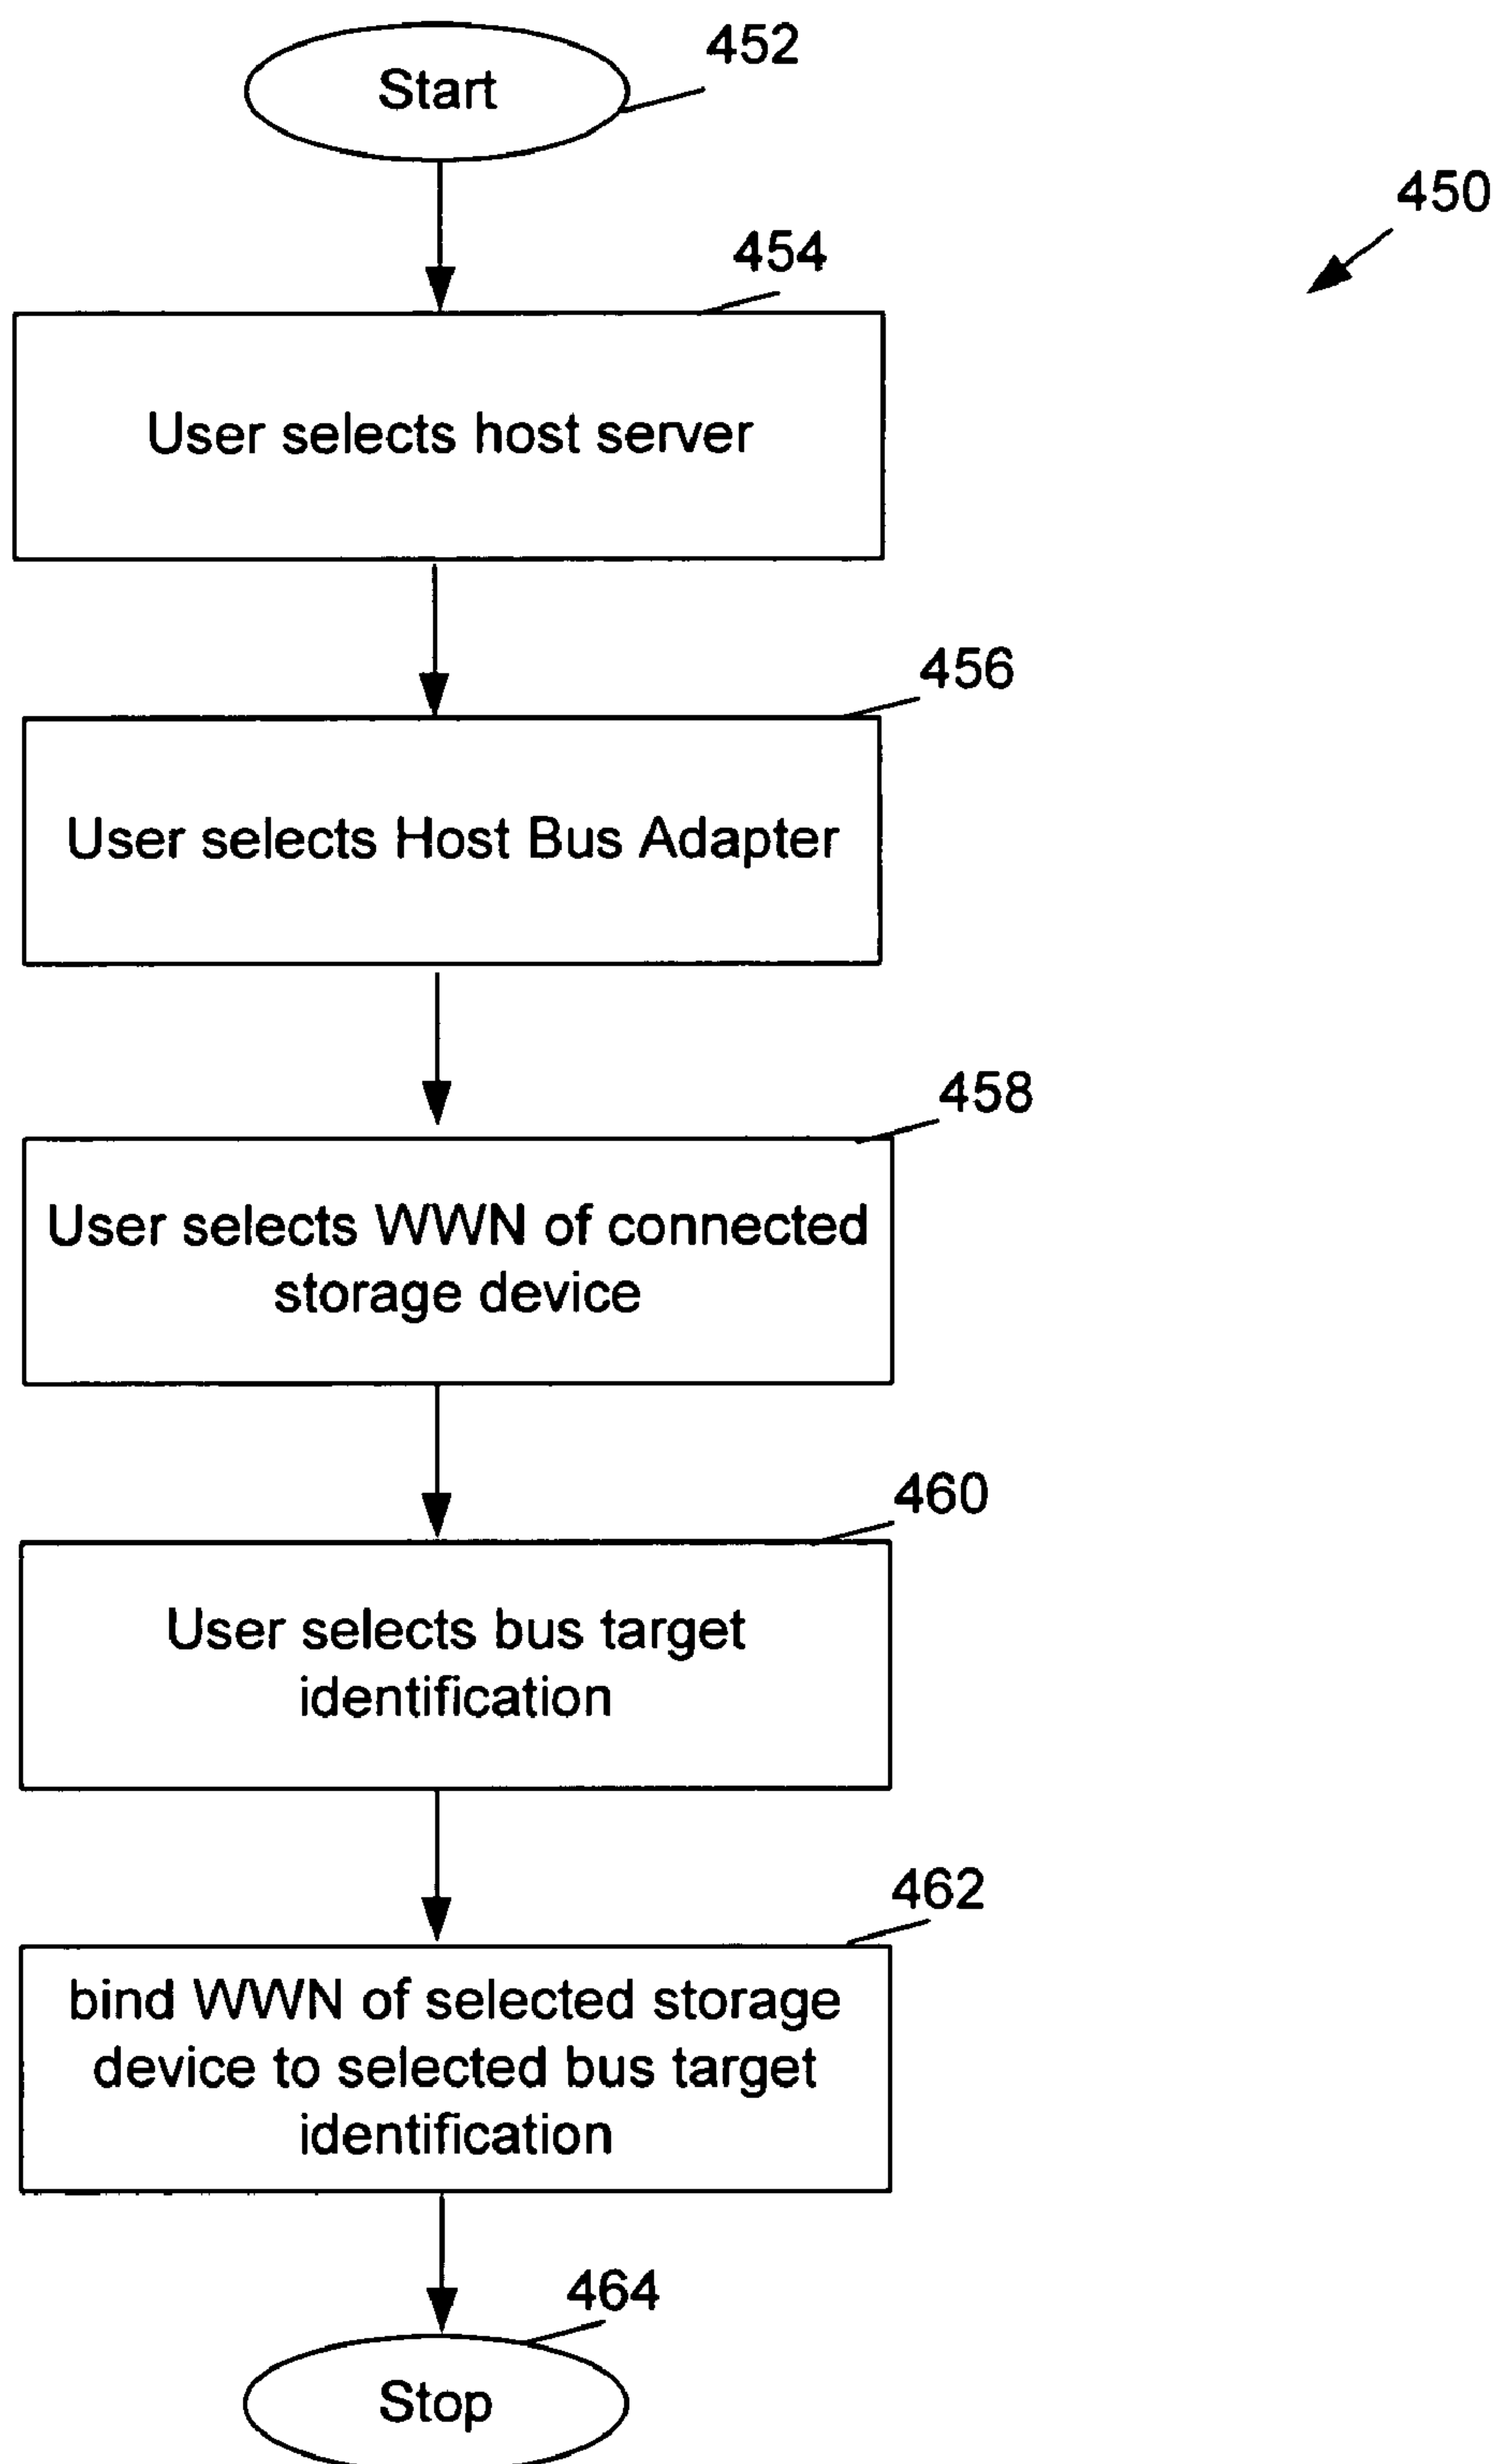 452
Start
450
454
User selects host server
456
User selects Host Bus Adapter
458
User selects WWN of connected
storage device
460
User selects bus target
identification
462
bind WWN of selected storage
device to selected bus target
identification
464
Stop